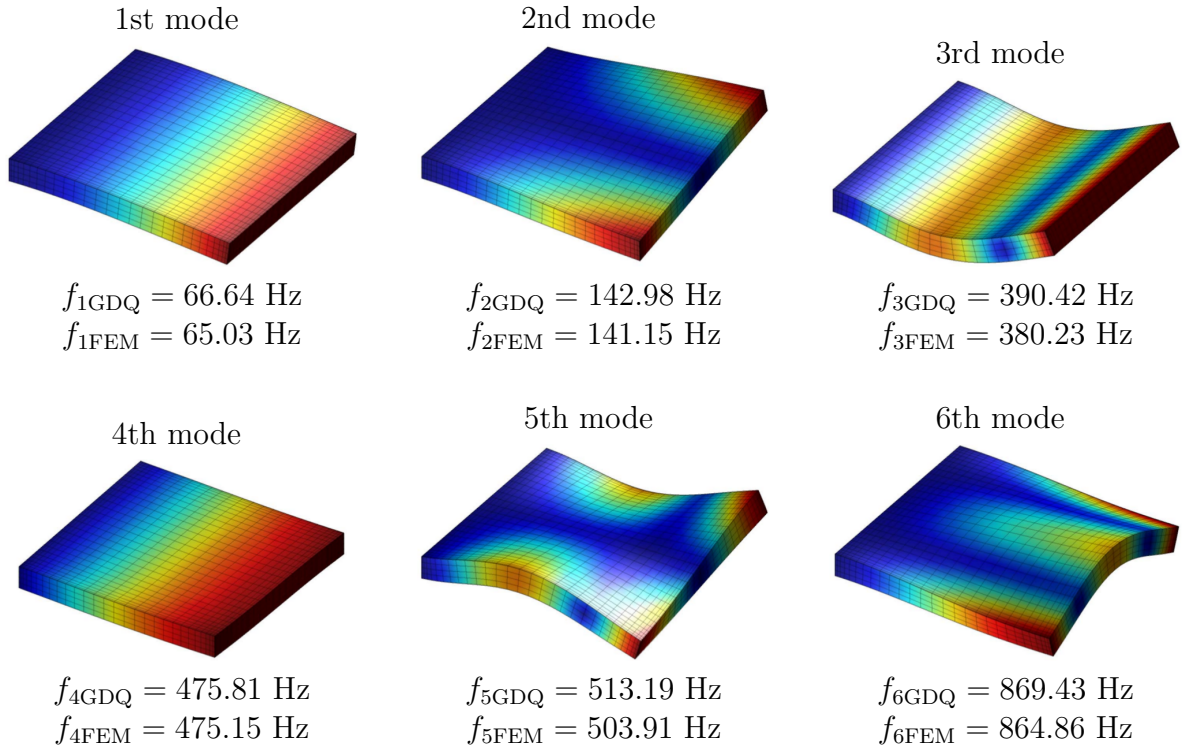 1st mode
2nd mode
3rd mode
f1GDQ = 66.64 Hz
f1FEM = 65.03 Hz
f2GDQ = 142.98 Hz
f2FEM = 141.15 Hz
f3GDQ = 390.42 Hz
f3FEM = 380.23 Hz
4th mode
5th mode
6th mode
f4GDQ = 475.81 Hz
f4FEM = 475.15 Hz
f5GDQ = 513.19 Hz
f5FEM = 503.91 Hz
f6GDQ = 869.43 Hz
f6FEM = 864.86 Hz